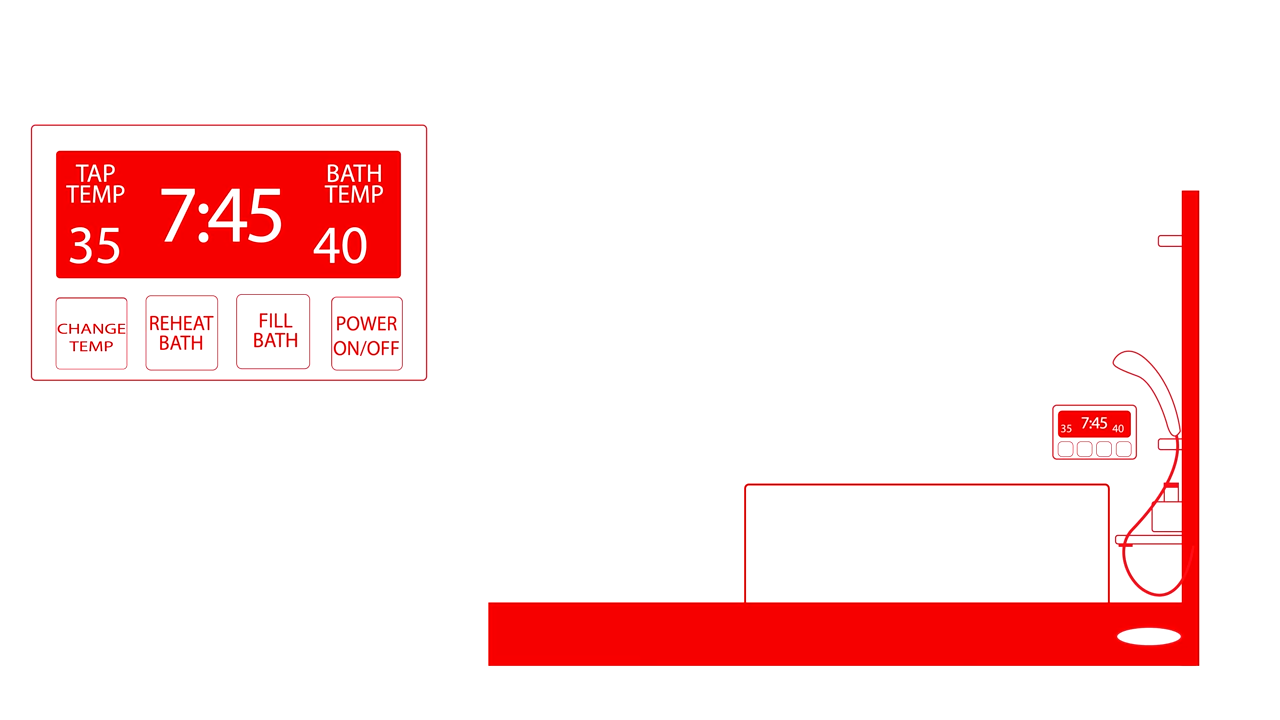 TAP
TEMP
35
7:45
BATH
TEMP
40
CHANGE
TEMP
REHEAT
BATH
FILL
BATH
POWER
ON/OFF
35 7:45 40